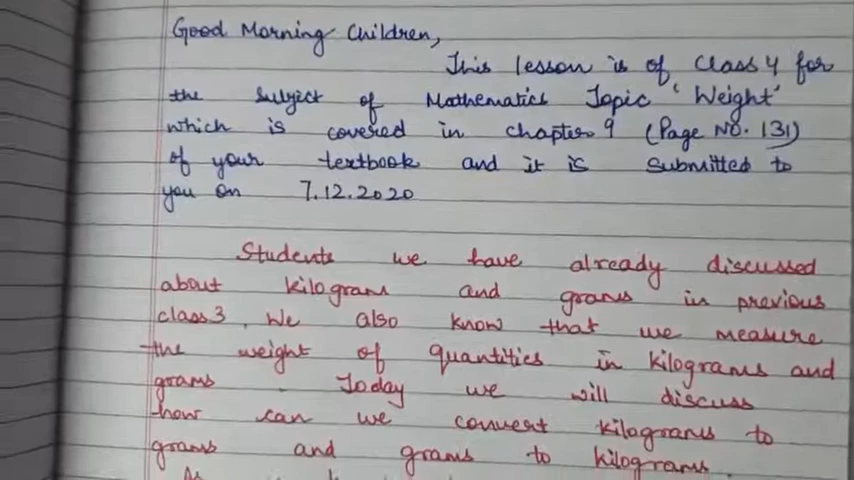 Good Morning Children,
This lesson is of Class 4 for
the Subject of Mathematics Topic 'Weight'
which is covered in chapter 9 (Page No. 131)
of your textbook and it is submitted to
you on 7.12.2020
Students we have already discussed
about kilogram and grams in previous
class 3. We also know that we measure
the weight of quantities in kilograms and
grams. Today we will discuss
how can we convert kilograms to
grams and grams to kilograms.